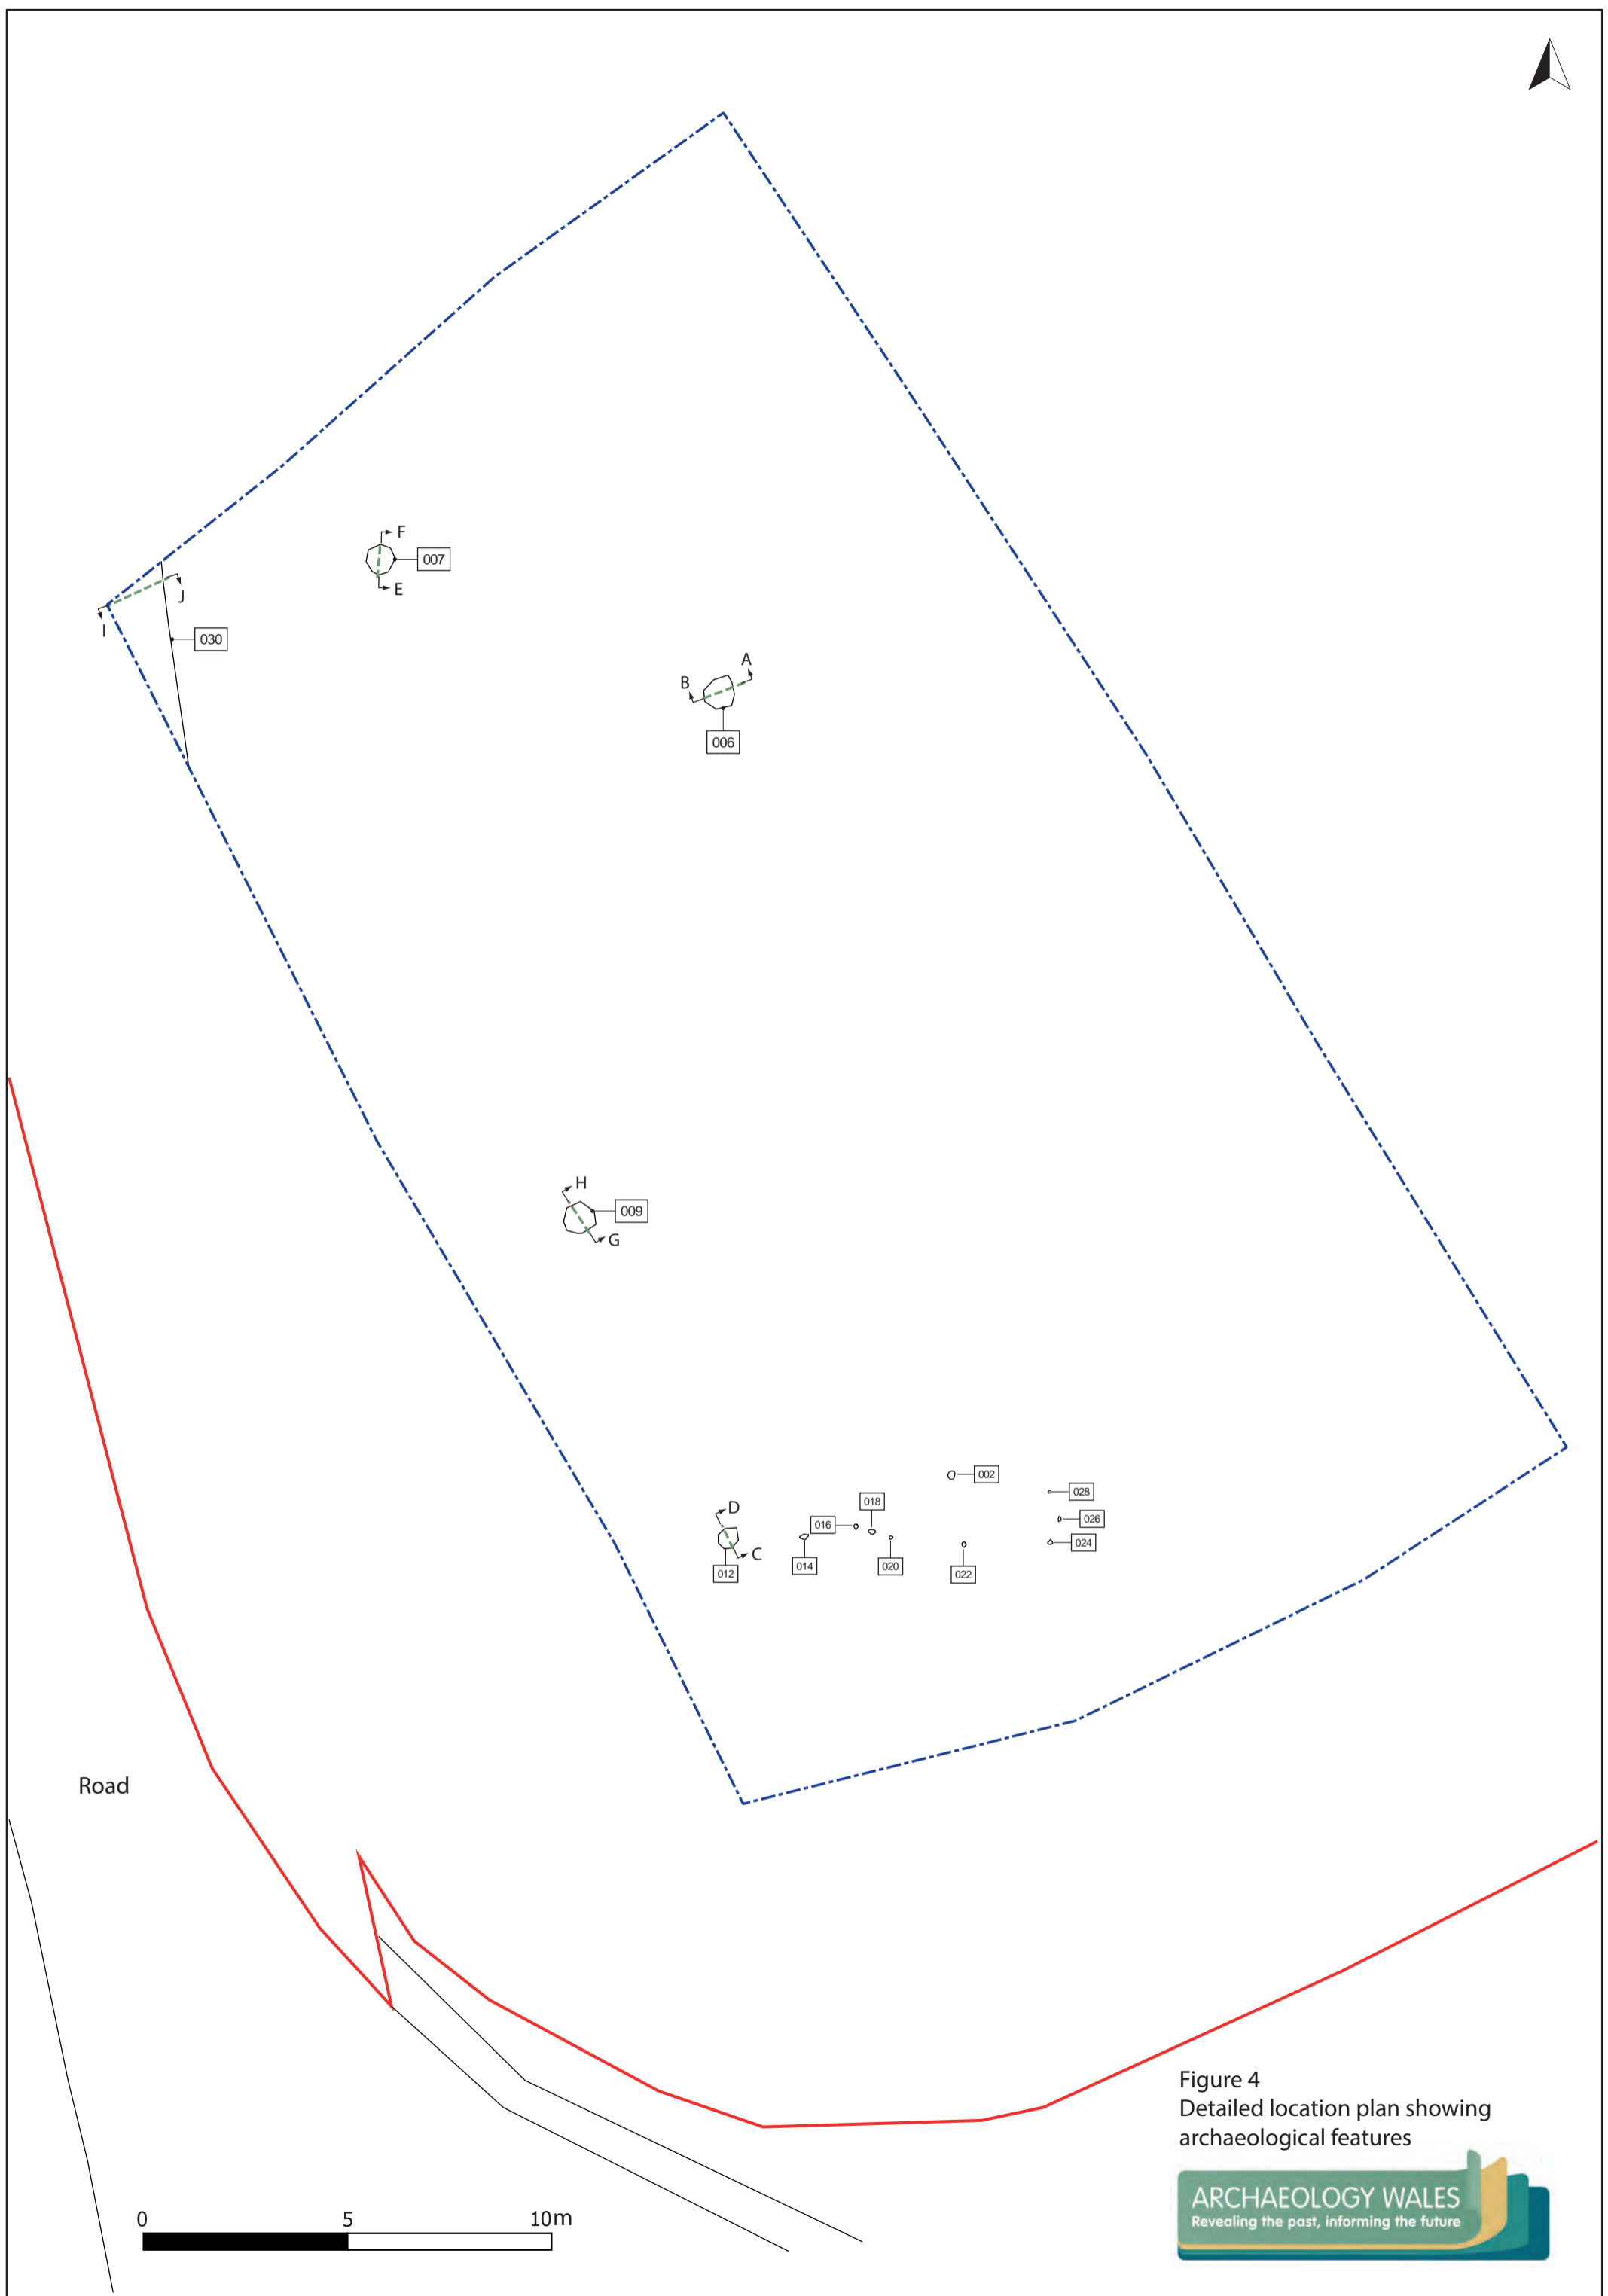 F
007
E
J
I
030
A
B
006
H
009
G
002
028
018
016
026
D
024
C
014
020
012
022
Road
Figure 4
Detailed location plan showing
archaeological features
ARCHAEOLOGY WALES
Revealing the past, informing the future
0 5 10m